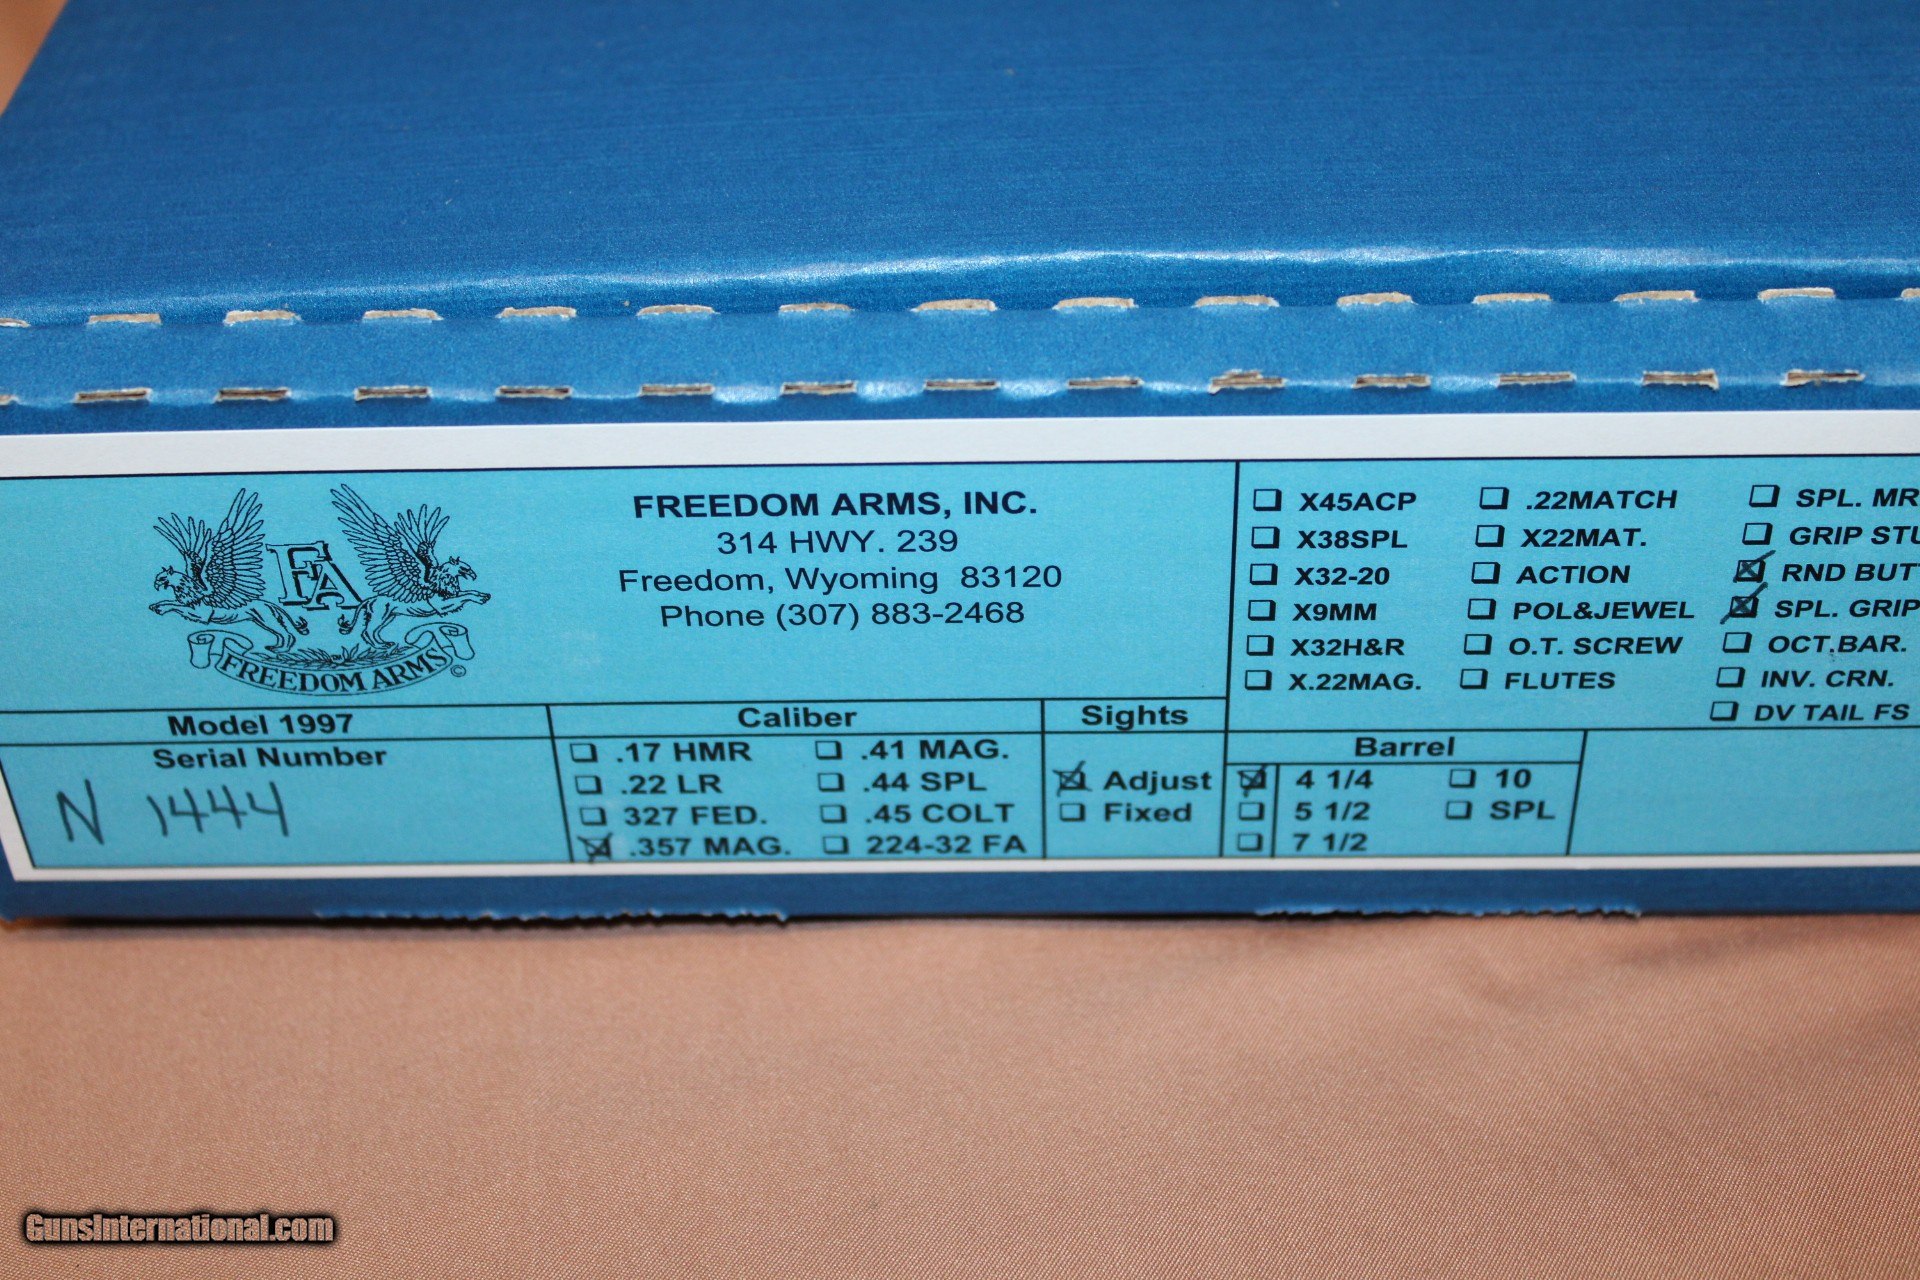 FREEDOM ARMS, INC.
314 HWY. 239
Freedom, Wyoming 83120
Phone (307) 883-2468
FA
FREEDOM ARMS ©
Model 1997
Serial Number
N 1444
Caliber
.17 HMR .41 MAG.
.22 LR .44 SPL
327 FED. .45 COLT
.357 MAG. 224-32 FA
Sights
Adjust
Fixed
X45ACP .22MATCH SPL. MR
X38SPL X22MAT. GRIP STU
X32-20 ACTION RND BUTT
X9MM POL&JEWEL SPL. GRIP
X32H&R O.T. SCREW OCT.BAR.
X.22MAG. FLUTES INV. CRN.
DV TAIL FS
Barrel
4 1/4 10
5 1/2 SPL
7 1/2
GunsInternational.com